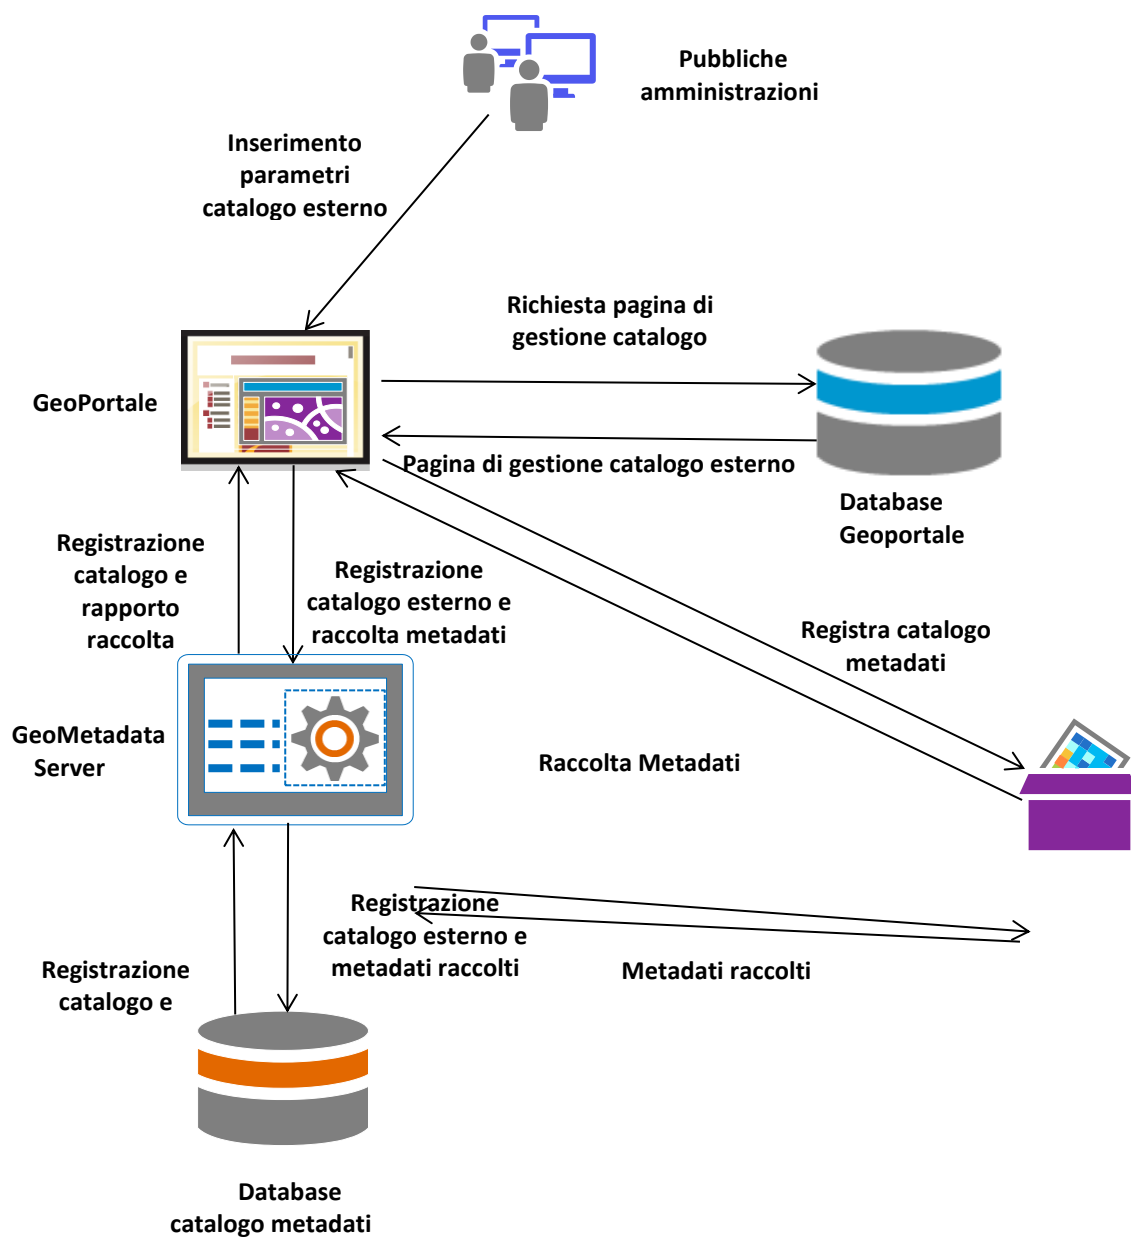 Pubbliche
amministrazioni
Inserimento
parametri
catalogo esterno
Richiesta pagina di
gestione catalogo
GeoPortale
Pagina di gestione catalogo esterno
Database
Geoportale
Registrazione
catalogo e
rapporto
raccolta
Registrazione
catalogo esterno e
raccolta metadati
Registra catalogo
metadati
GeoMetadata
Server
Raccolta Metadati
Registrazione
catalogo esterno e
metadati raccolti
Metadati raccolti
Registrazione
catalogo e
Database
catalogo metadati